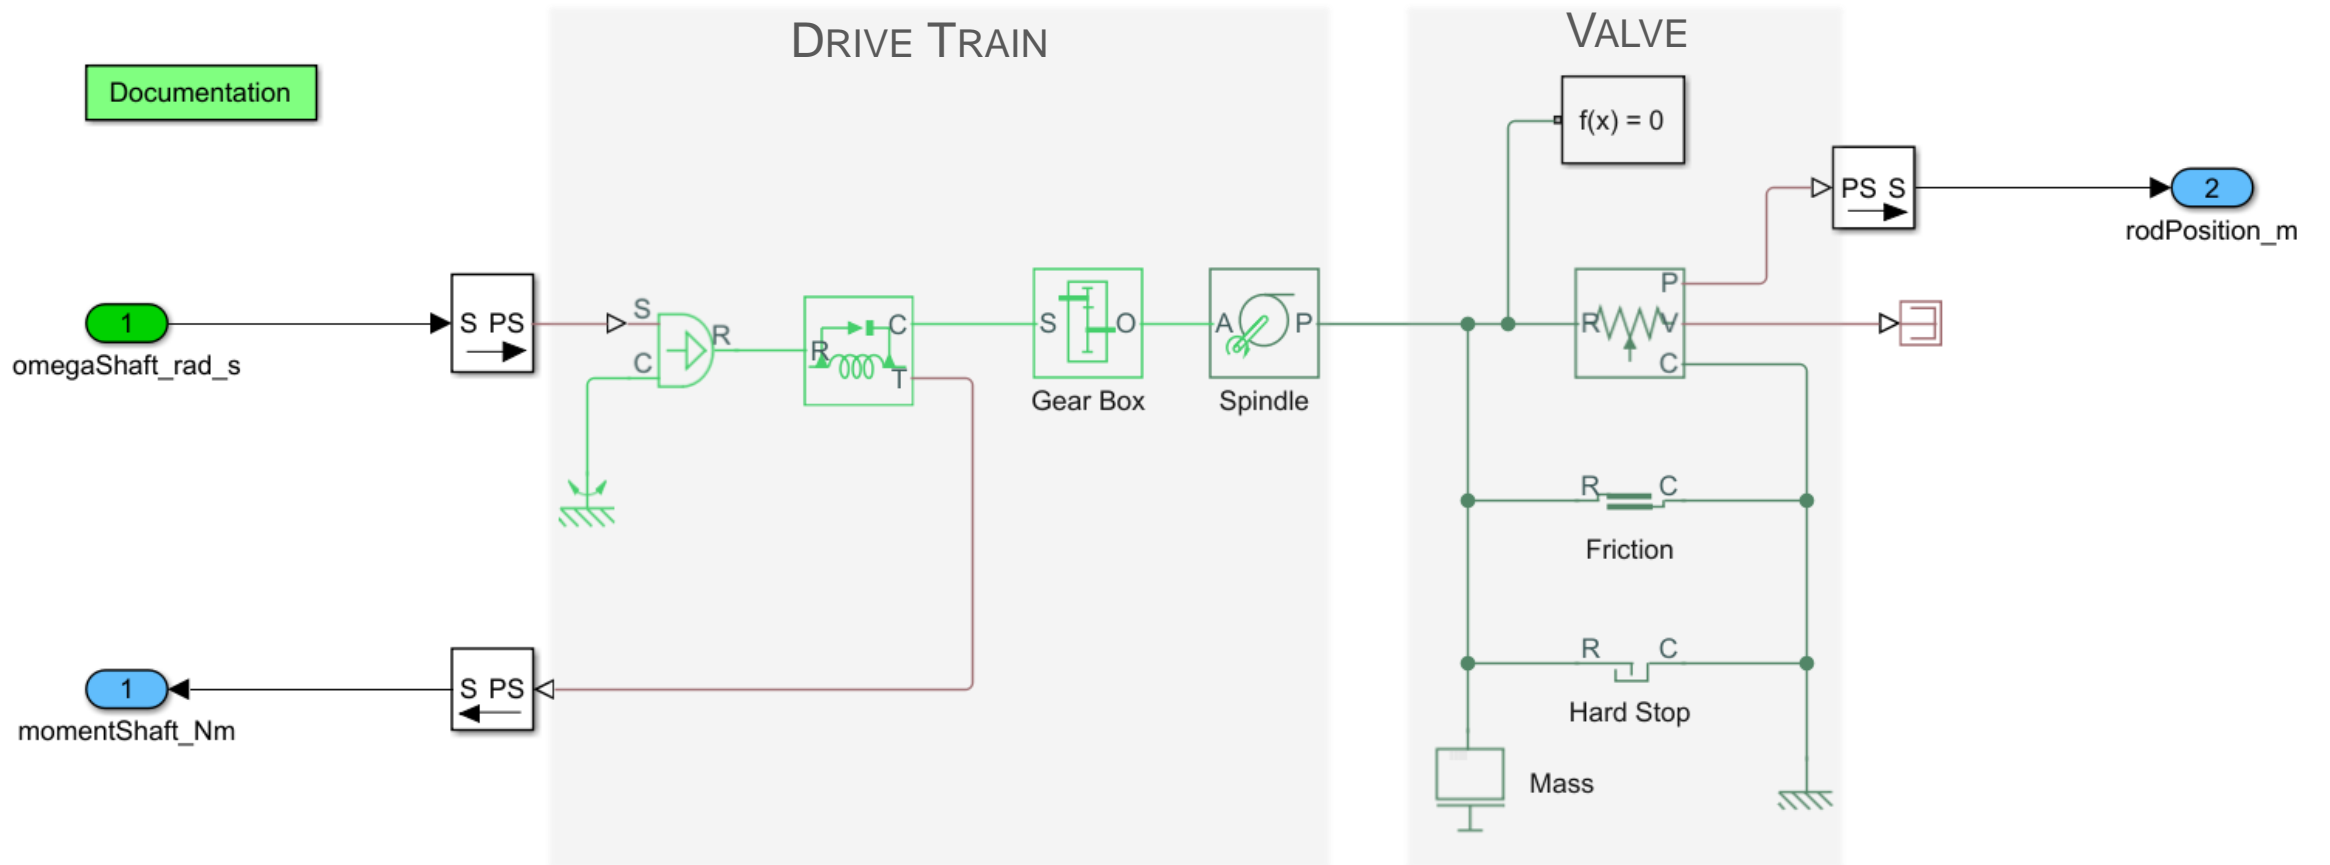 DRIVE TRAIN
VALVE
Documentation
f(x) = 0
PS S
2
rodPosition_m
1
omegaShaft_rad_s
S PS
S
C
R
R
C
T
S
O
Gear Box
A
P
Spindle
R
P
V
C
R
C
Friction
R
C
Hard Stop
Mass
1
momentShaft_Nm
S PS